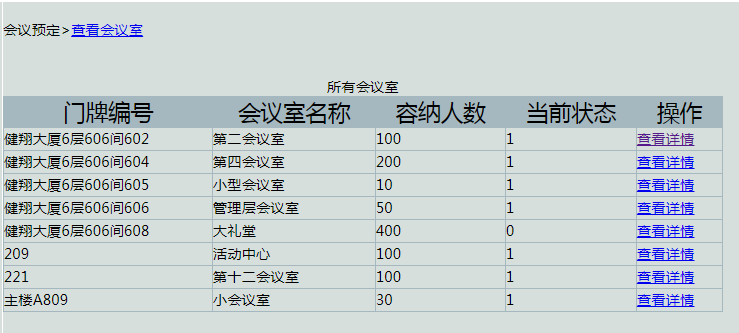 会议预定>查看会议室
所有会议室
门牌编号 会议室名称 容纳人数 当前状态 操作
健翔大厦6层606间602 第二会议室 100 1 查看详情
健翔大厦6层606间604 第四会议室 200 1 查看详情
健翔大厦6层606间605 小型会议室 10 1 查看详情
健翔大厦6层606间606 管理层会议室 50 1 查看详情
健翔大厦6层606间608 大礼堂 400 0 查看详情
209 活动中心 100 1 查看详情
221 第十二会议室 100 1 查看详情
主楼A809 小会议室 30 1 查看详情